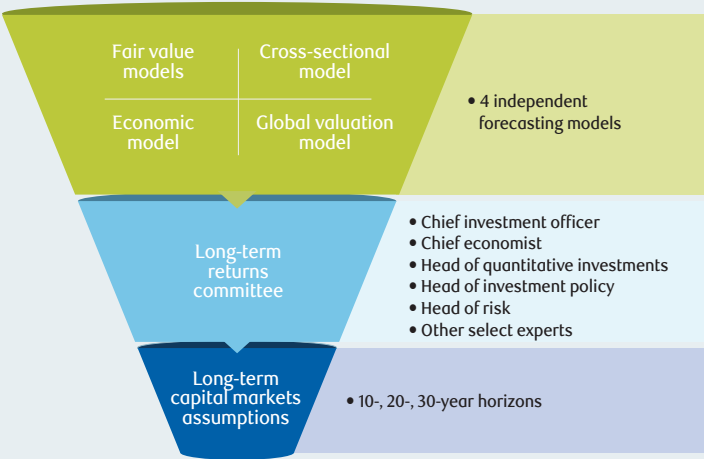 Fair value
models
Cross-sectional
model
Economic
model
Global valuation
model
• 4 independent
forecasting models
Long-term
returns
committee
• Chief investment officer
• Chief economist
• Head of quantitative investments
• Head of investment policy
• Head of risk
• Other select experts
Long-term
capital markets
assumptions
• 10-, 20-, 30-year horizons